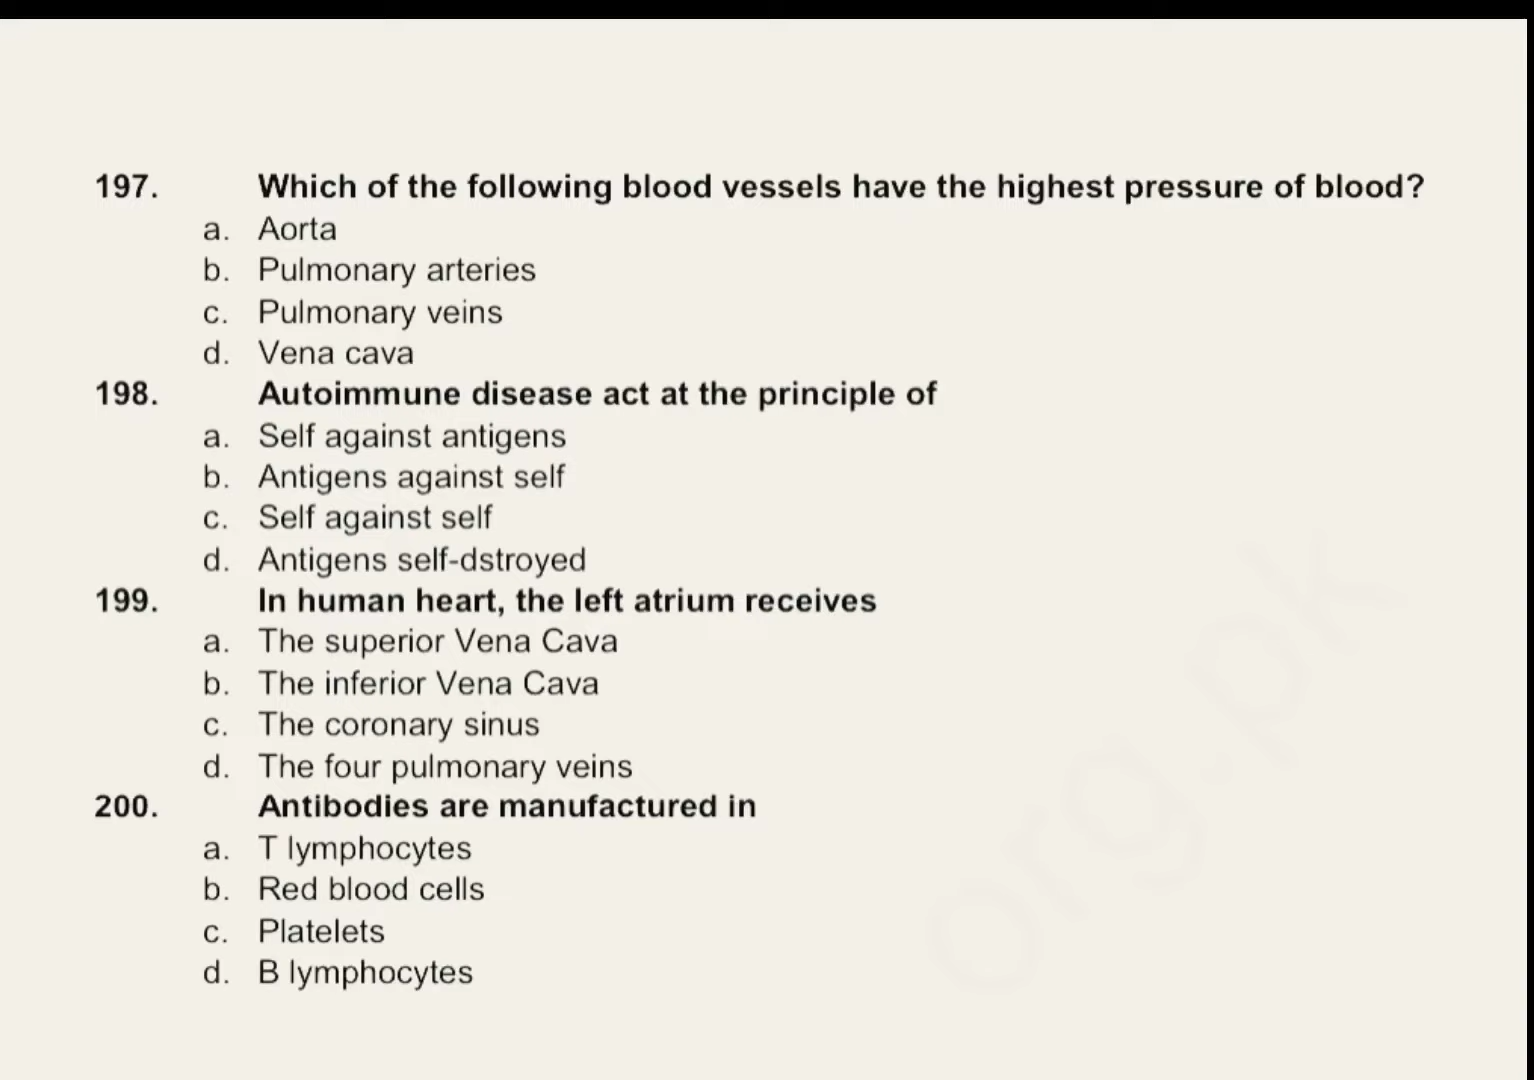 197. Which of the following blood vessels have the highest pressure of blood?
a. Aorta
b. Pulmonary arteries
c. Pulmonary veins
d. Vena cava
198. Autoimmune disease act at the principle of
a. Self against antigens
b. Antigens against self
c. Self against self
d. Antigens self-dstroyed
199. In human heart, the left atrium receives
a. The superior Vena Cava
b. The inferior Vena Cava
c. The coronary sinus
d. The four pulmonary veins
200. Antibodies are manufactured in
a. T lymphocytes
b. Red blood cells
c. Platelets
d. B lymphocytes
org.pk